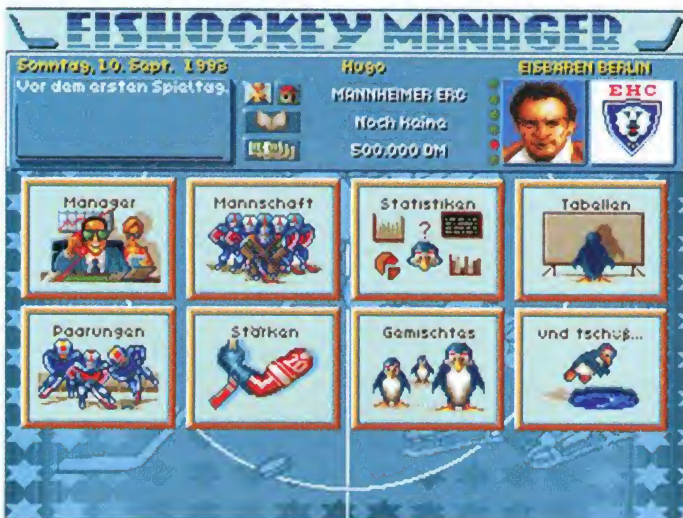 EISHOCKEY MANAGER
Sonntag, 10. Sept. 1993
Hugo
EISBÄREN BERLIN
Vor dem ersten Spieltag.
MANNHEIMER ERC
Noch Keine
500.000 DM
EHC
Manager
Mannschaft
Statistiken
?
Tabellen
Paarungen
Stärken
Gemischtes
und tschüß...